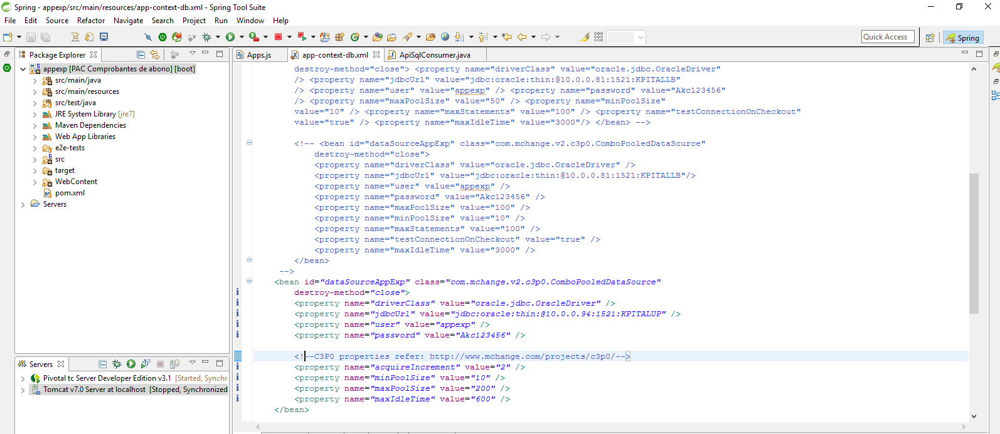 Spring - appexp/src/main/resources/app-context-db.xml - Spring Tool Suite
File Edit Source Refactor Navigate Search Project Run Window Help
Quick Access
Spring
Package Explorer
appexp [PAC Comprobantes de abono] [boot]
src/main/java
src/main/resources
src/test/java
JRE System Library [jre7]
Maven Dependencies
Web App Libraries
e2e-tests
src
target
WebContent
pom.xml
Servers
Servers
Pivotal tc Server Developer Edition v3.1 [Started, Synchr
Tomcat v7.0 Server at localhost [Stopped, Synchronized
Apps.js
app-context-db.xml
ApiSqlConsumer.java
destroy-method="close"> <property name="driverClass" value="oracle.jdbc.OracleDriver"
/> <property name="jdbcUrl" value="jdbc:oracle:thin:@10.0.0.81:1521:KPITALLB"
/> <property name="user" value="appexp" /> <property name="password" value="Akc123456"
/> <property name="maxPoolSize" value="50" /> <property name="minPoolSize"
value="10" /> <property name="maxStatements" value="100" /> <property name="testConnectionOnCheckout"
value="true" /> <property name="maxIdleTime" value="3000"/> </bean> -->
<!-- <bean id="dataSourceAppExp" class="com.mchange.v2.c3p0.ComboPooledDataSource"
destroy-method="close">
<property name="driverClass" value="oracle.jdbc.OracleDriver" />
<property name="jdbcUrl" value="jdbc:oracle:thin:@10.0.0.81:1521:KPITALLB"/>
<property name="user" value="appexp" />
<property name="password" value="Akc123456" />
<property name="maxPoolSize" value="100" />
<property name="minPoolSize" value="10" />
<property name="maxStatements" value="100" />
<property name="testConnectionOnCheckout" value="true" />
<property name="maxIdleTime" value="3000" />
</bean>
-->
<bean id="dataSourceAppExp" class="com.mchange.v2.c3p0.ComboPooledDataSource"
destroy-method="close">
<property name="driverClass" value="oracle.jdbc.OracleDriver" />
<property name="jdbcUrl" value="jdbc:oracle:thin:@10.0.0.94:1521:KPITALUP" />
<property name="user" value="appexp" />
<property name="password" value="Akc123456" />
<!--C3P0 properties refer: http://www.mchange.com/projects/c3p0/-->
<property name="acquireIncrement" value="2" />
<property name="minPoolSize" value="10" />
<property name="maxPoolSize" value="200" />
<property name="maxIdleTime" value="600" />
</bean>